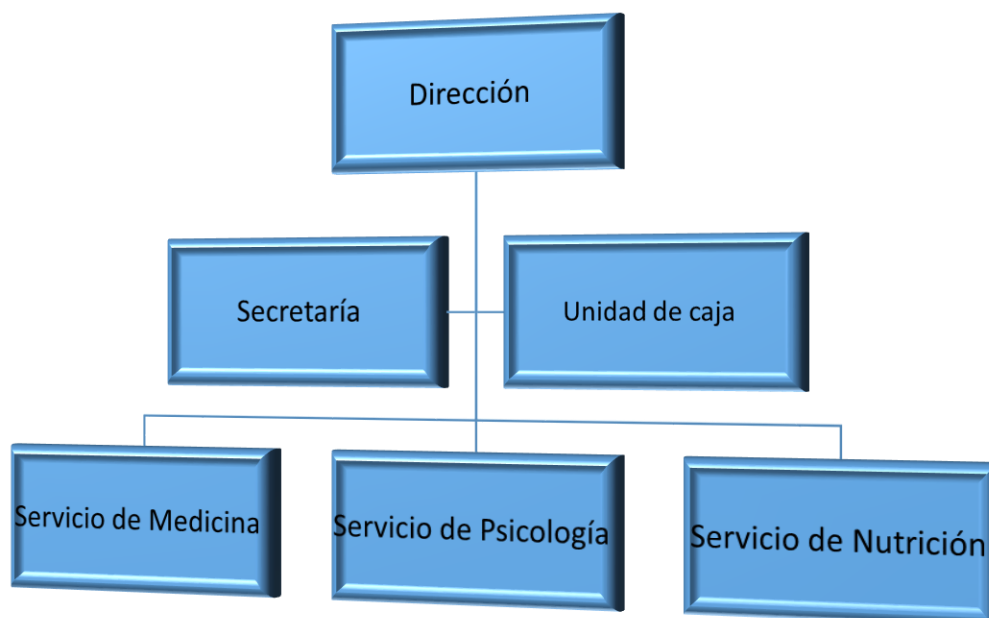 Dirección
Secretaría
Unidad de caja
Servicio de Medicina
Servicio de Psicología
Servicio de Nutrición